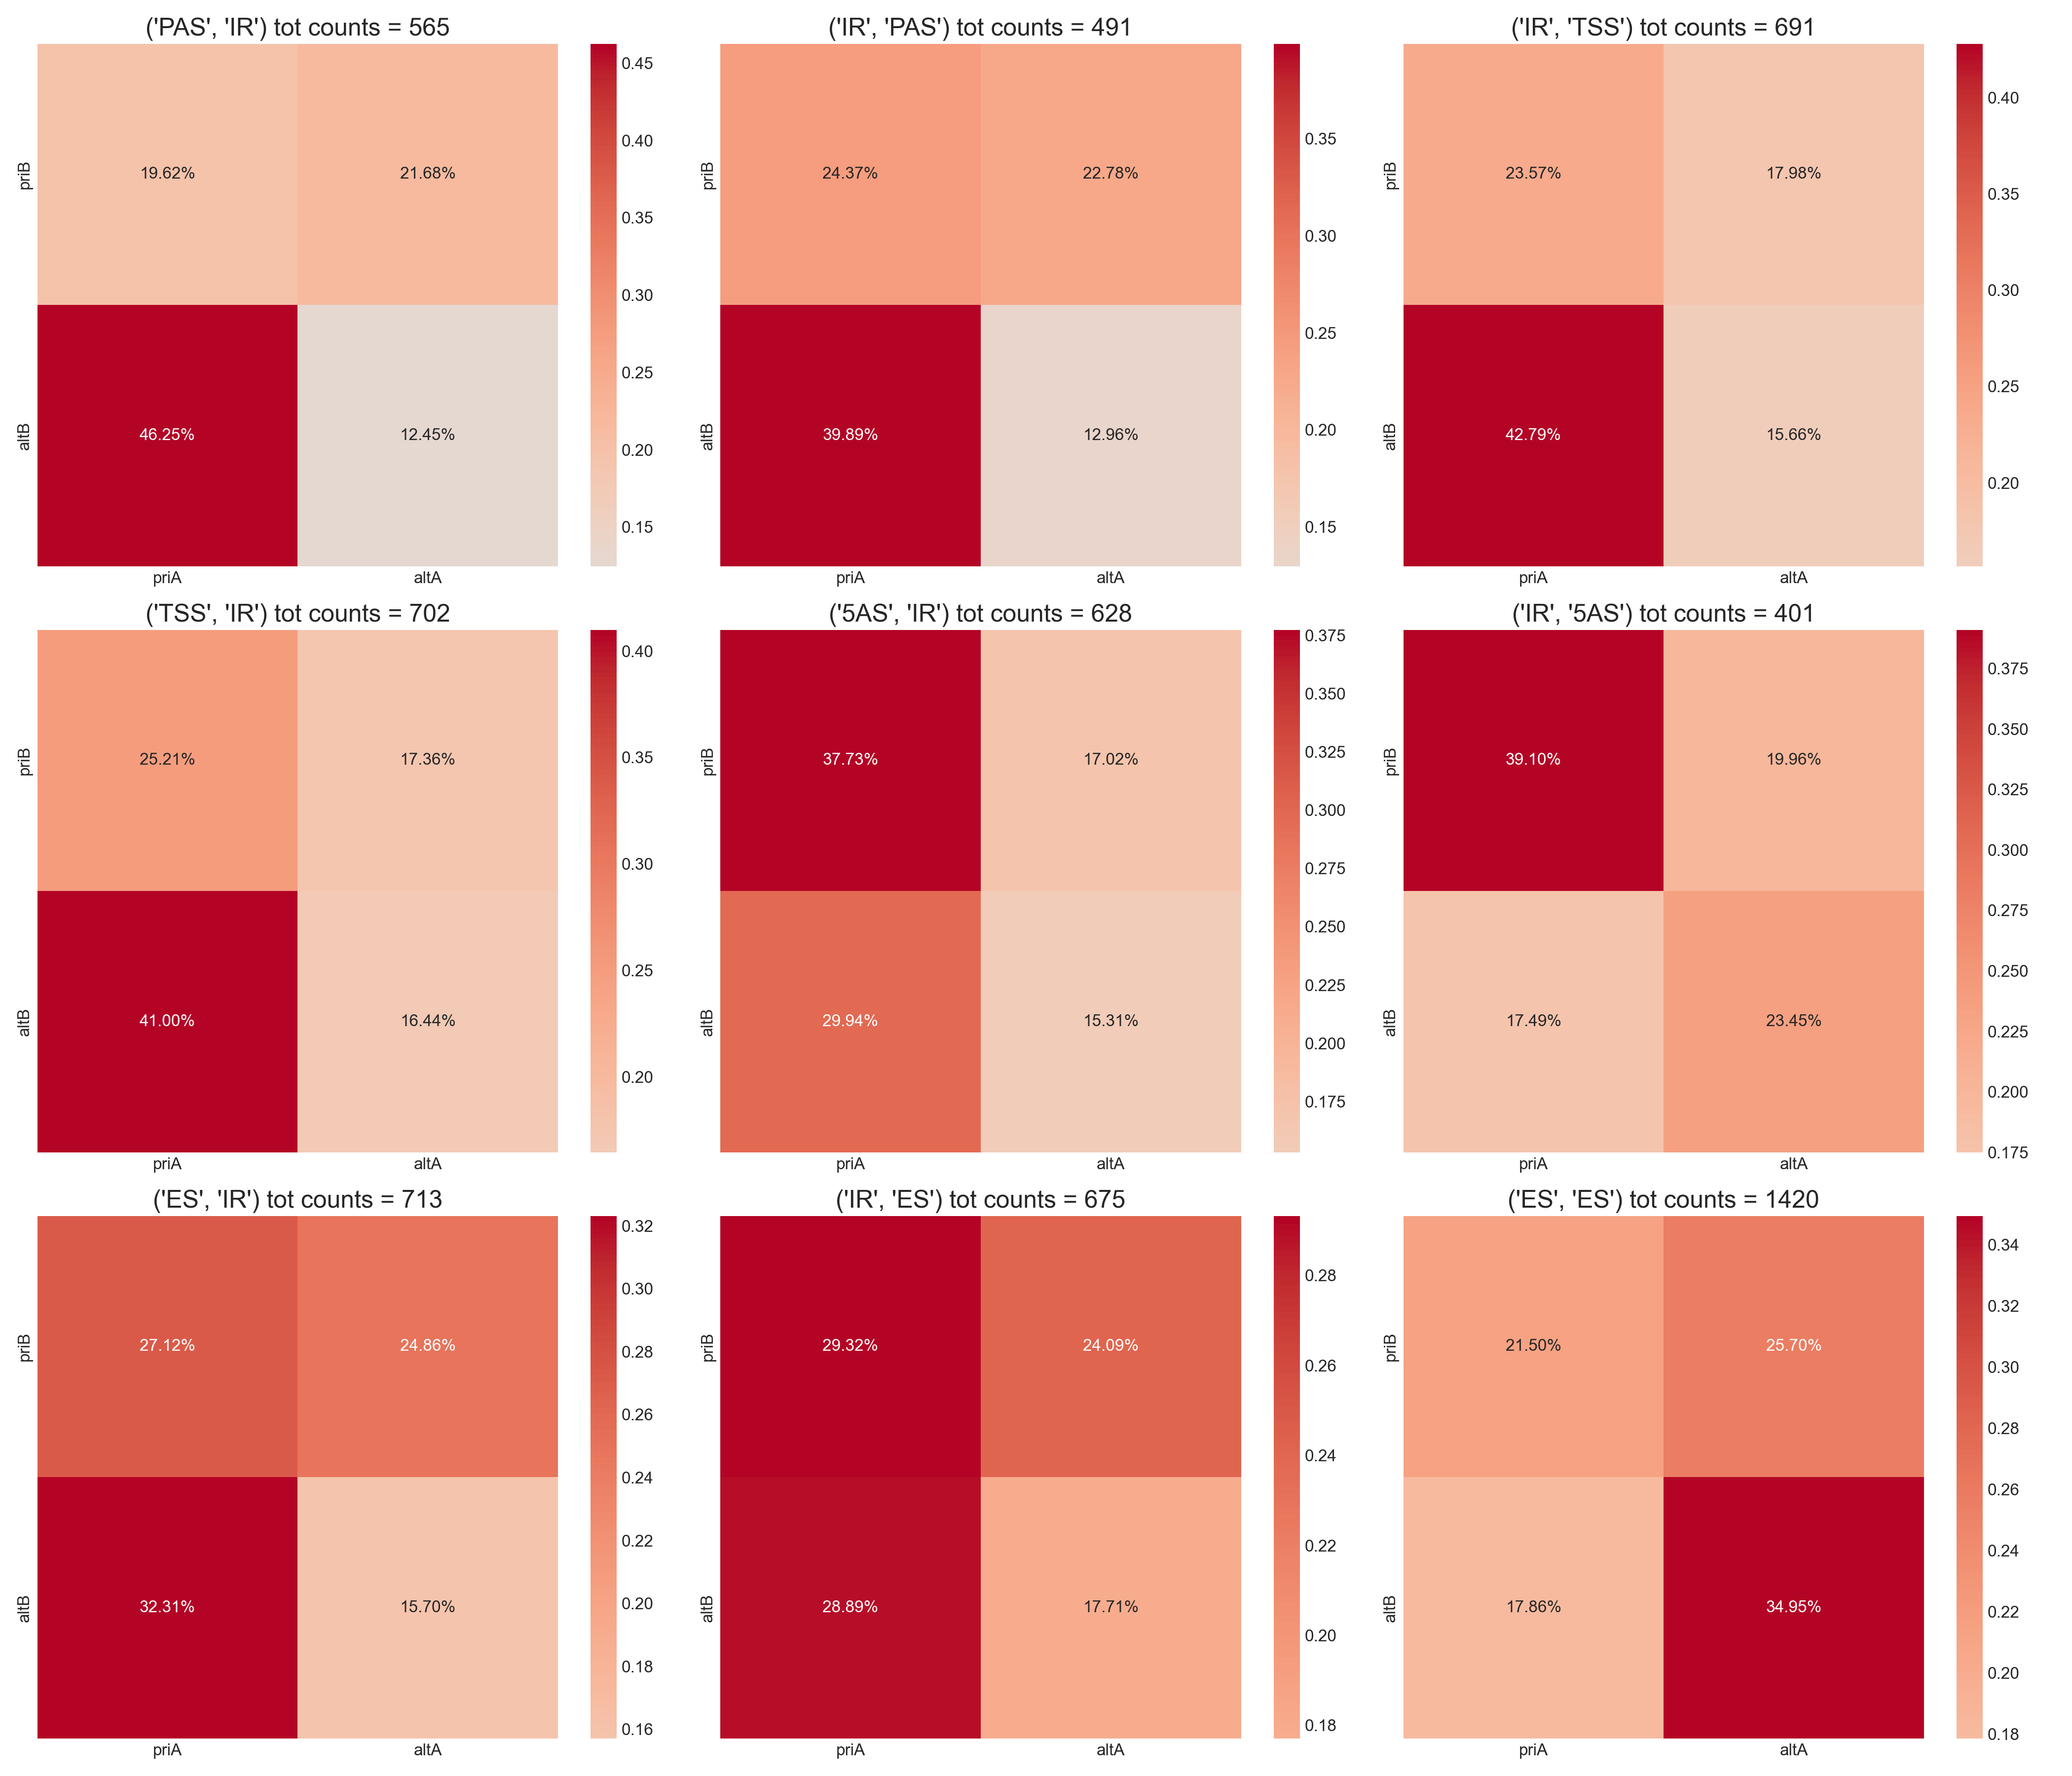 ('PAS', 'IR') tot counts = 565
0.45
0.40
0.35
0.30
0.25
0.20
0.15
priB
19.62%
21.68%
altB
46.25%
12.45%
priA
altA
('IR', 'PAS') tot counts = 491
0.35
0.30
0.25
0.20
0.15
priB
24.37%
22.78%
altB
39.89%
12.96%
priA
altA
('IR', 'TSS') tot counts = 691
0.40
0.35
0.30
0.25
0.20
priB
23.57%
17.98%
altB
42.79%
15.66%
priA
altA
('TSS', 'IR') tot counts = 702
0.40
0.35
0.30
0.25
0.20
priB
25.21%
17.36%
altB
41.00%
16.44%
priA
altA
('5AS', 'IR') tot counts = 628
0.375
0.350
0.325
0.300
0.275
0.250
0.225
0.200
0.175
priB
37.73%
17.02%
altB
29.94%
15.31%
priA
altA
('IR', '5AS') tot counts = 401
0.375
0.350
0.325
0.300
0.275
0.250
0.225
0.200
0.175
priB
39.10%
19.96%
altB
17.49%
23.45%
priA
altA
('ES', 'IR') tot counts = 713
0.32
0.30
0.28
0.26
0.24
0.22
0.20
0.18
0.16
priB
27.12%
24.86%
altB
32.31%
15.70%
priA
altA
('IR', 'ES') tot counts = 675
0.28
0.26
0.24
0.22
0.20
0.18
priB
29.32%
24.09%
altB
28.89%
17.71%
priA
altA
('ES', 'ES') tot counts = 1420
0.34
0.32
0.30
0.28
0.26
0.24
0.22
0.20
0.18
priB
21.50%
25.70%
altB
17.86%
34.95%
priA
altA